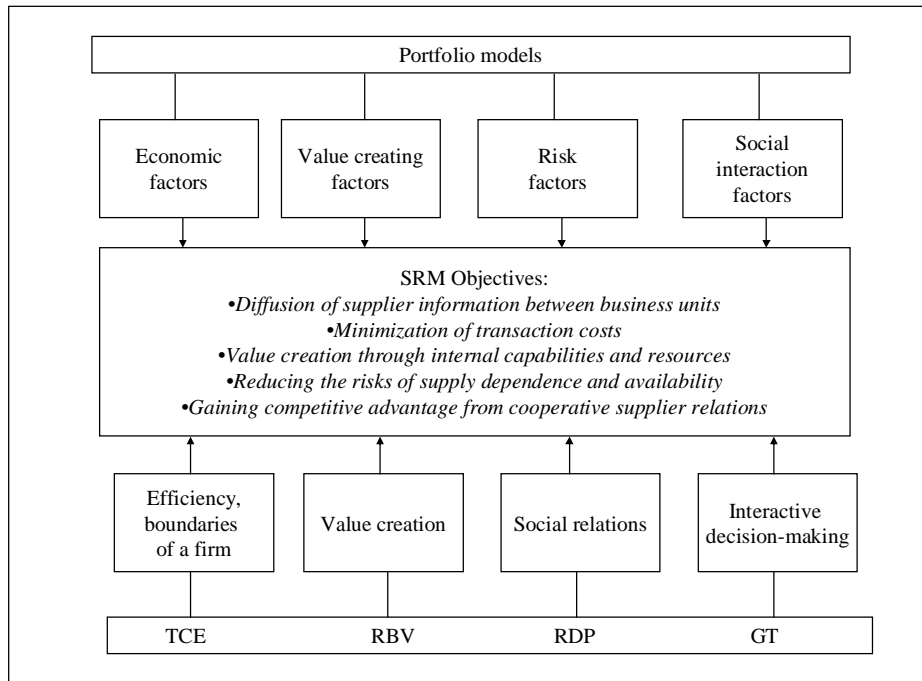 Portfolio models
Economic
factors
Value creating
factors
Risk
factors
Social
interaction
factors
SRM Objectives:
•Diffusion of supplier information between business units
•Minimization of transaction costs
•Value creation through internal capabilities and resources
•Reducing the risks of supply dependence and availability
•Gaining competitive advantage from cooperative supplier relations
Efficiency,
boundaries
of a firm
Value creation
Social relations
Interactive
decision-making
TCE
RBV
RDP
GT